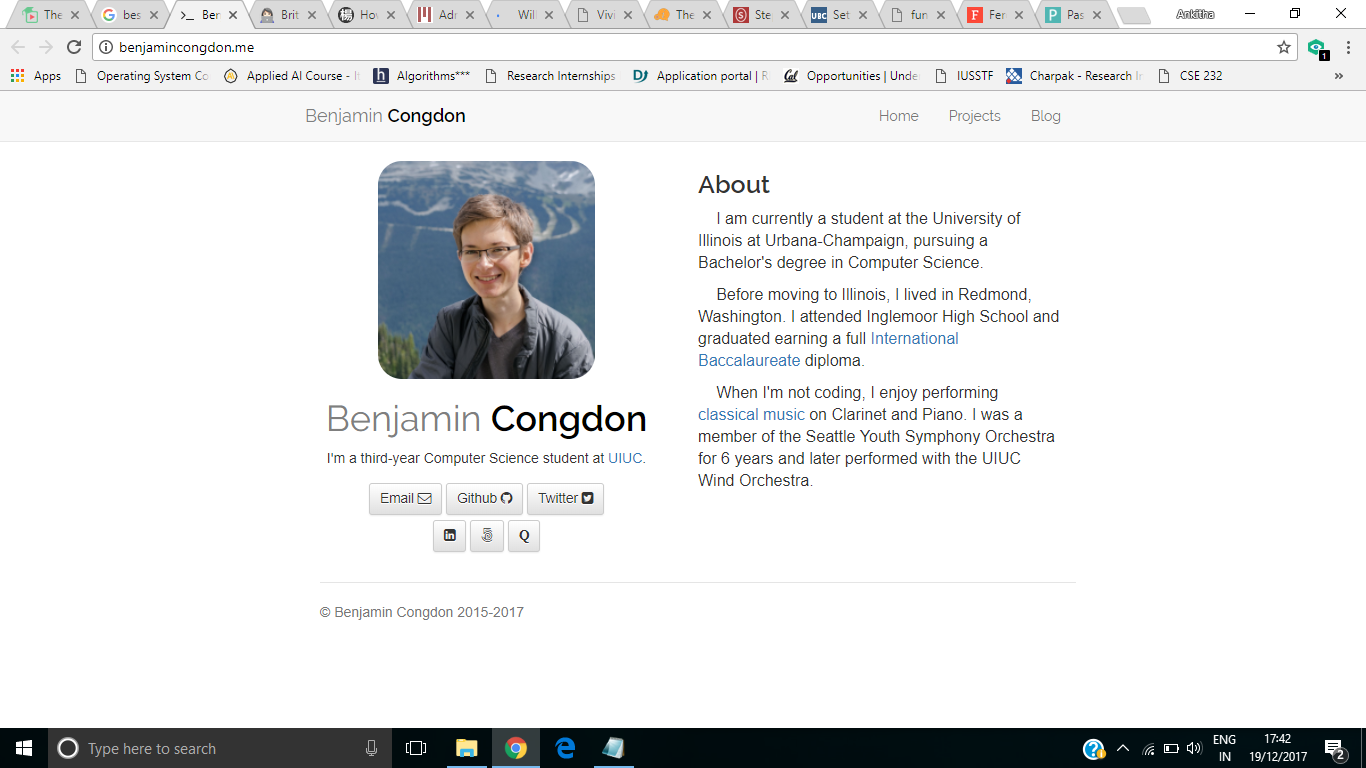 The
bes
Ben
Brit
Hov
Adr
Will
Vivi
The
Ste
Set
fun
Fer
Pas
Ankitha
benjamincongdon.me
Apps
Operating System Co
Applied AI Course - I
Algorithms***
Research Internships
Application portal | R
Opportunities | Unde
IUSSTF
Charpak - Research In
CSE 232
»
Benjamin Congdon
Home
Projects
Blog
About
I am currently a student at the University of
Illinois at Urbana-Champaign, pursuing a
Bachelor's degree in Computer Science.
Before moving to Illinois, I lived in Redmond,
Washington. I attended Inglemoor High School and
graduated earning a full International
Baccalaureate diploma.
When I'm not coding, I enjoy performing
classical music on Clarinet and Piano. I was a
member of the Seattle Youth Symphony Orchestra
for 6 years and later performed with the UIUC
Wind Orchestra.
Benjamin Congdon
I'm a third-year Computer Science student at UIUC.
Email
Github
Twitter
in
5
Q
© Benjamin Congdon 2015-2017
Type here to search
ENG
IN
17:42
19/12/2017
2